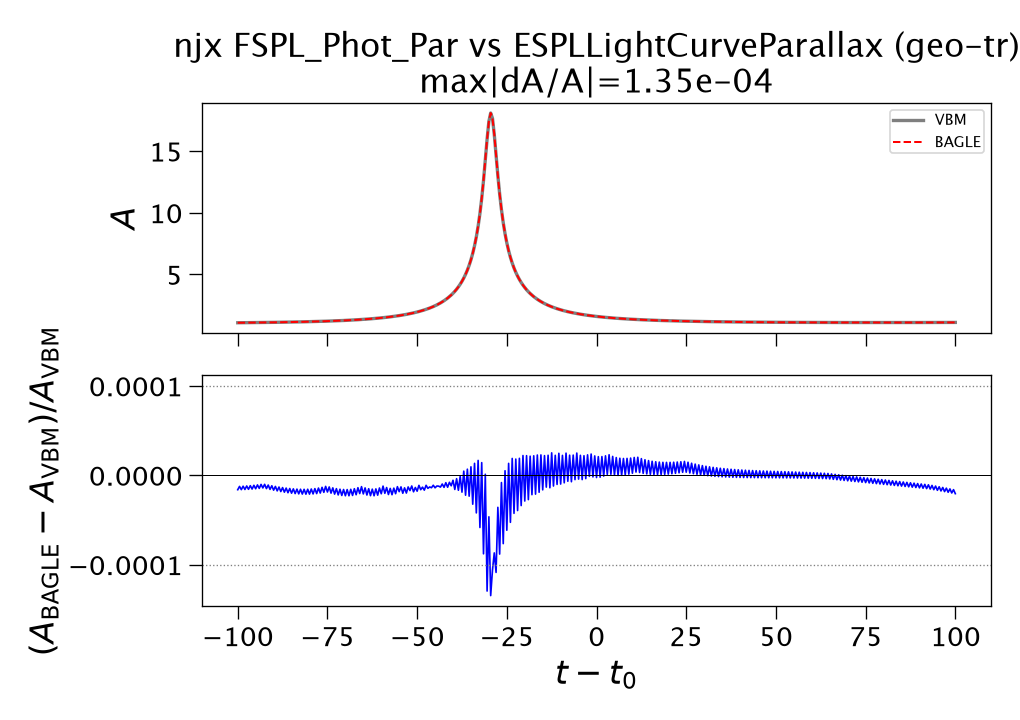 njx FSPL_Phot_Par vs ESPLLightCurveParallax (geo-tr)
max|dA/A|=1.35e-04
VBM
BAGLE
A
15
10
5
(A_BAGLE − A_VBM)/A_VBM
0.0001
0.0000
−0.0001
−100 −75 −50 −25 0 25 50 75 100
t − t₀